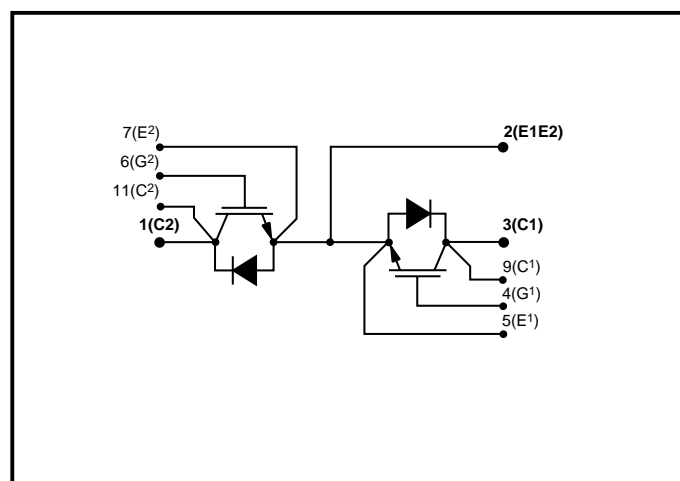 7(E2)
2(E1E2)
6(G2)
11(C2)
1(C2)
3(C1)
9(C1)
4(G1)
5(E1)